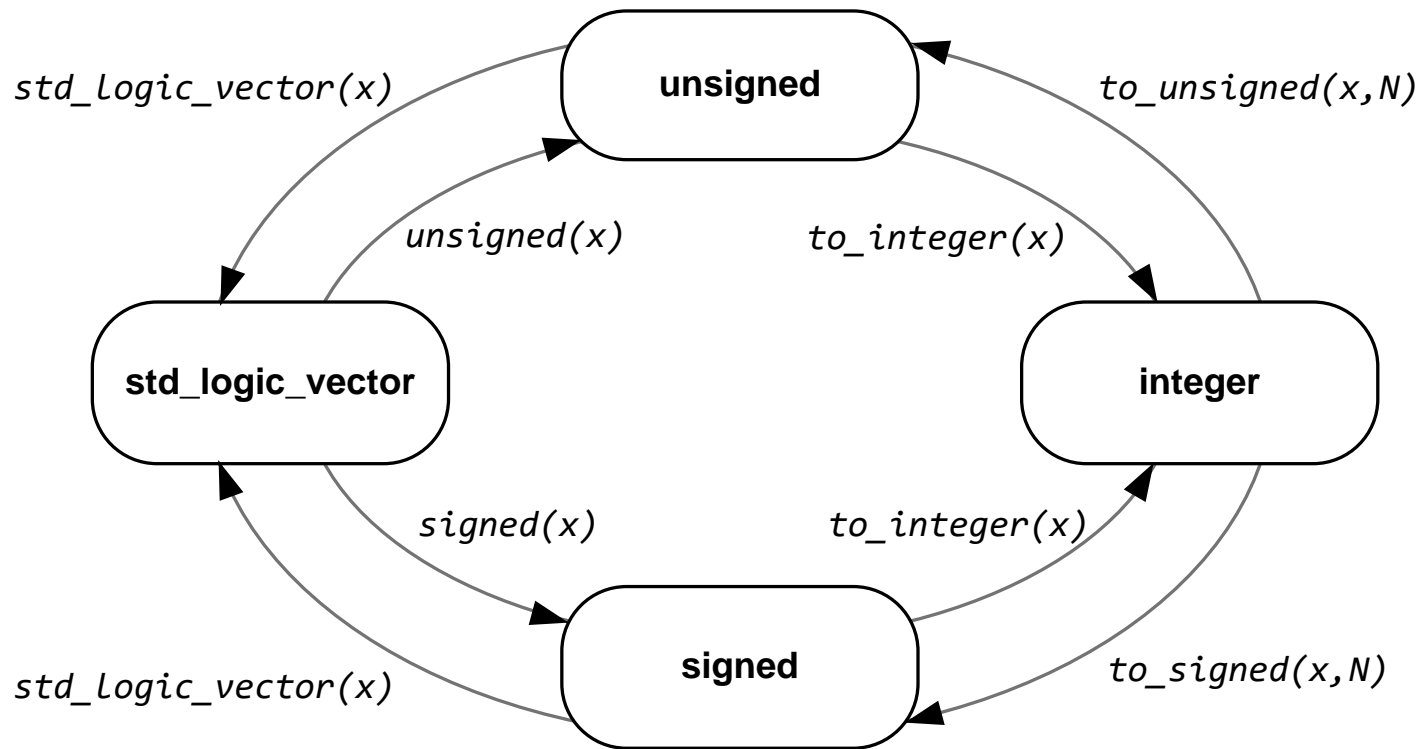 unsigned
std_logic_vector(x)
to_unsigned(x,N)
unsigned(x)
to_integer(x)
std_logic_vector
integer
signed(x)
to_integer(x)
signed
std_logic_vector(x)
to_signed(x,N)